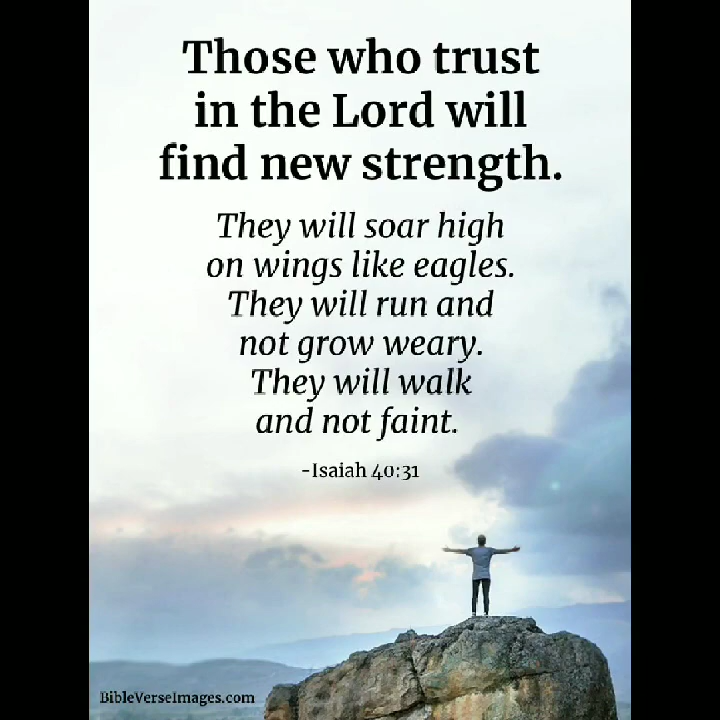 Those who trust
in the Lord will
find new strength.
They will soar high
on wings like eagles.
They will run and
not grow weary.
They will walk
and not faint.
-Isaiah 40:31
BibleVerseImages.com